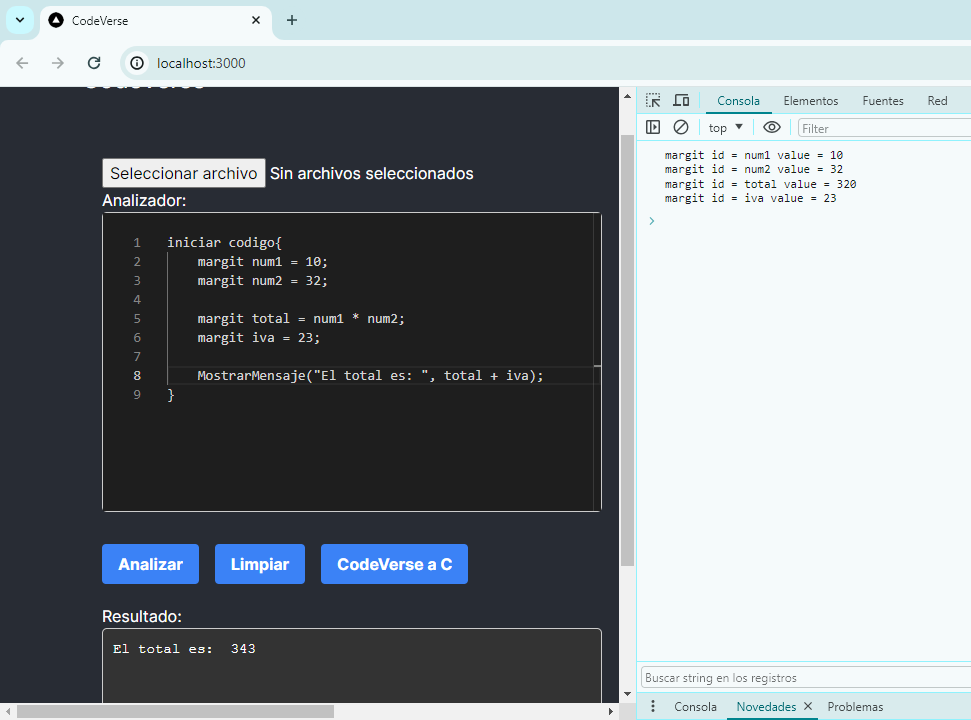 CodeVerse
localhost:3000
CodeVerse
Seleccionar archivo Sin archivos seleccionados
Analizador:
1 iniciar codigo{
2 margit num1 = 10;
3 margit num2 = 32;
4
5 margit total = num1 * num2;
6 margit iva = 23;
7
8 MostrarMensaje("El total es: ", total + iva);
9 }
Analizar Limpiar CodeVerse a C
Resultado:
El total es:  343
Consola Elementos Fuentes Red
top Filter
margit id = num1 value = 10
margit id = num2 value = 32
margit id = total value = 320
margit id = iva value = 23
Buscar string en los registros
Consola Novedades Problemas